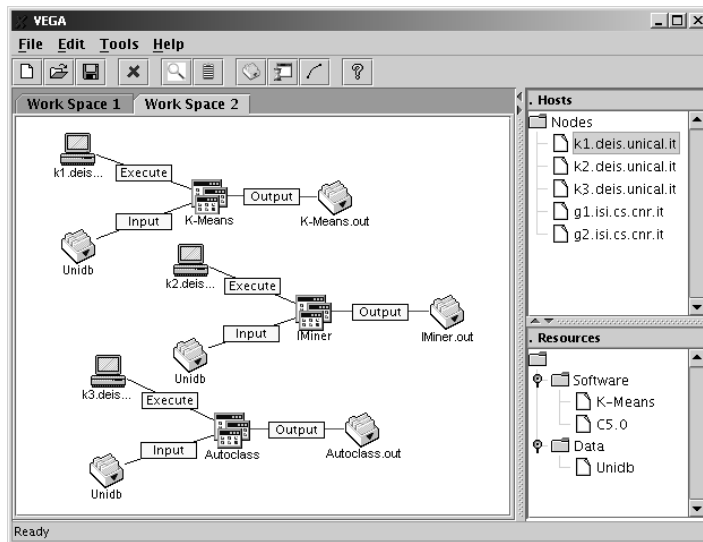 VEGA
File Edit Tools Help
Work Space 1 Work Space 2
k1.deis...
Execute
K-Means
Output
K-Means.out
Input
Unidb
k2.deis...
Execute
IMiner
Output
IMiner.out
Input
Unidb
k3.deis...
Execute
Autoclass
Output
Autoclass.out
Input
Unidb
. Hosts
Nodes
k1.deis.unical.it
k2.deis.unical.it
k3.deis.unical.it
g1.isi.cs.cnr.it
g2.isi.cs.cnr.it
. Resources
Software
K-Means
C5.0
Data
Unidb
Ready